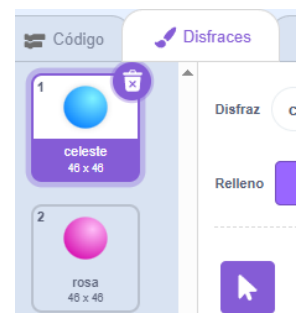 Código
Disfraces
1
celeste
46 x 46
2
rosa
46 x 46
Disfraz
Relleno